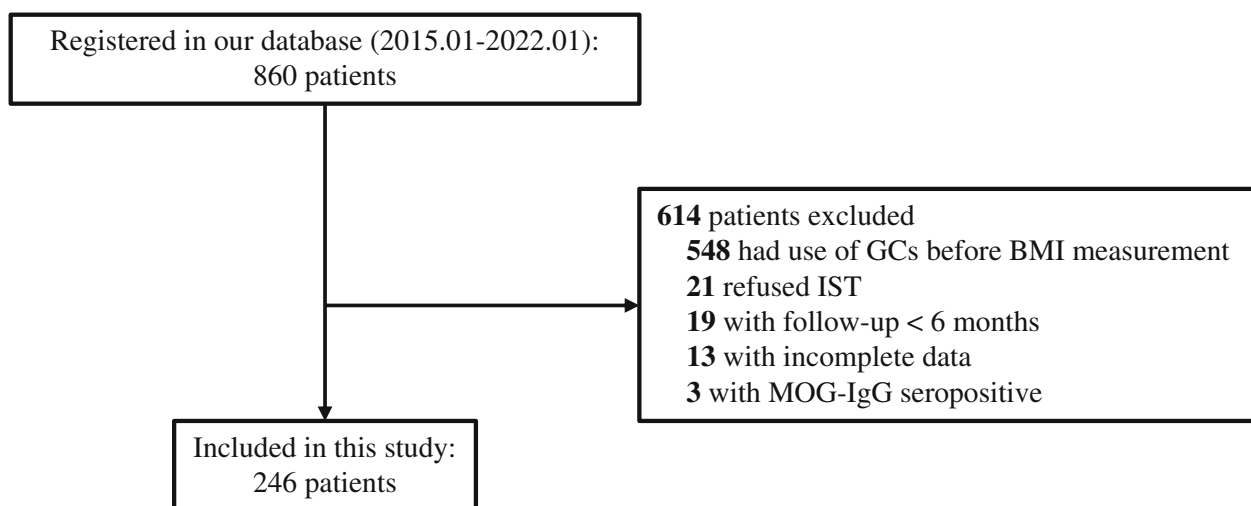 Registered in our database (2015.01-2022.01):
860 patients
614 patients excluded
548 had use of GCs before BMI measurement
21 refused IST
19 with follow-up < 6 months
13 with incomplete data
3 with MOG-IgG seropositive
Included in this study:
246 patients